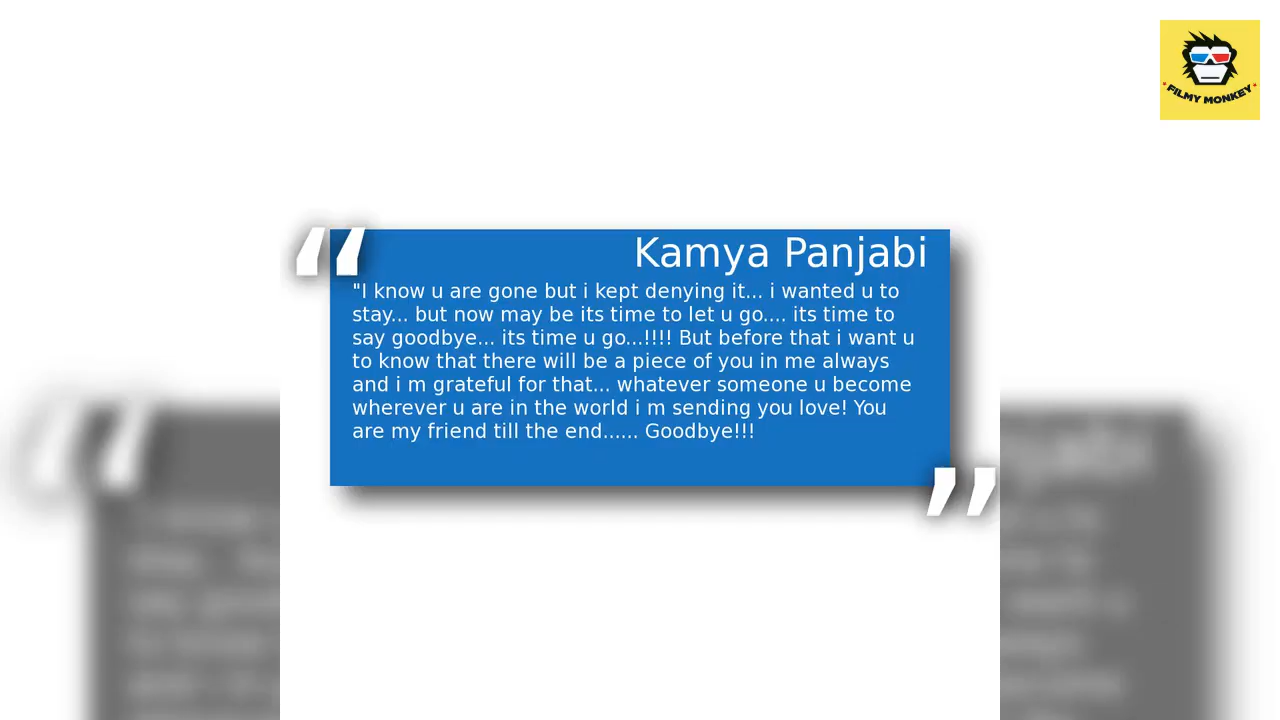 FILMY MONKEY
Kamya Panjabi
"I know u are gone but i kept denying it... i wanted u to
stay... but now may be its time to let u go.... its time to
say goodbye... its time u go...!!!! But before that i want u
to know that there will be a piece of you in me always
and i m grateful for that... whatever someone u become
wherever u are in the world i m sending you love! You
are my friend till the end...... Goodbye!!!